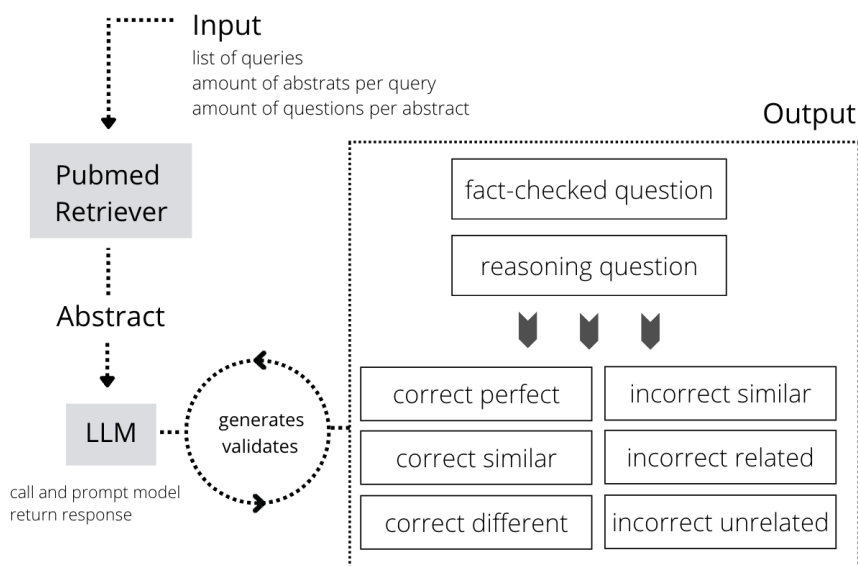 Input
list of queries
amount of abstrats per query
amount of questions per abstract
Pubmed
Retriever
Abstract
LLM
call and prompt model
return response
generates
validates
Output
fact-checked question
reasoning question
correct perfect
incorrect similar
correct similar
incorrect related
correct different
incorrect unrelated